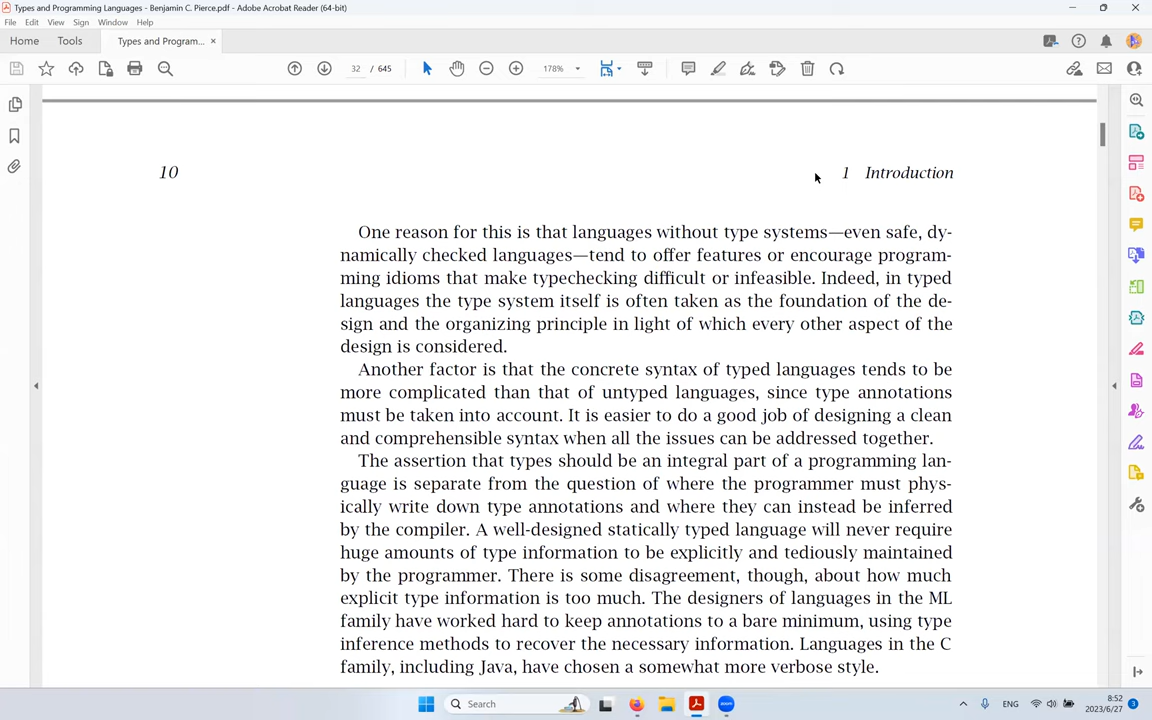 Types and Programming Languages - Benjamin C. Pierce.pdf - Adobe Acrobat Reader (64-bit)
File Edit View Sign Window Help
Home Tools Types and Program... ×
32 / 645 178%
10 1 Introduction
One reason for this is that languages without type systems—even safe, dy-
namically checked languages—tend to offer features or encourage program-
ming idioms that make typechecking difficult or infeasible. Indeed, in typed
languages the type system itself is often taken as the foundation of the de-
sign and the organizing principle in light of which every other aspect of the
design is considered.
Another factor is that the concrete syntax of typed languages tends to be
more complicated than that of untyped languages, since type annotations
must be taken into account. It is easier to do a good job of designing a clean
and comprehensible syntax when all the issues can be addressed together.
The assertion that types should be an integral part of a programming lan-
guage is separate from the question of where the programmer must phys-
ically write down type annotations and where they can instead be inferred
by the compiler. A well-designed statically typed language will never require
huge amounts of type information to be explicitly and tediously maintained
by the programmer. There is some disagreement, though, about how much
explicit type information is too much. The designers of languages in the ML
family have worked hard to keep annotations to a bare minimum, using type
inference methods to recover the necessary information. Languages in the C
family, including Java, have chosen a somewhat more verbose style.
Search zoom ENG 8:52
2023/6/27 3